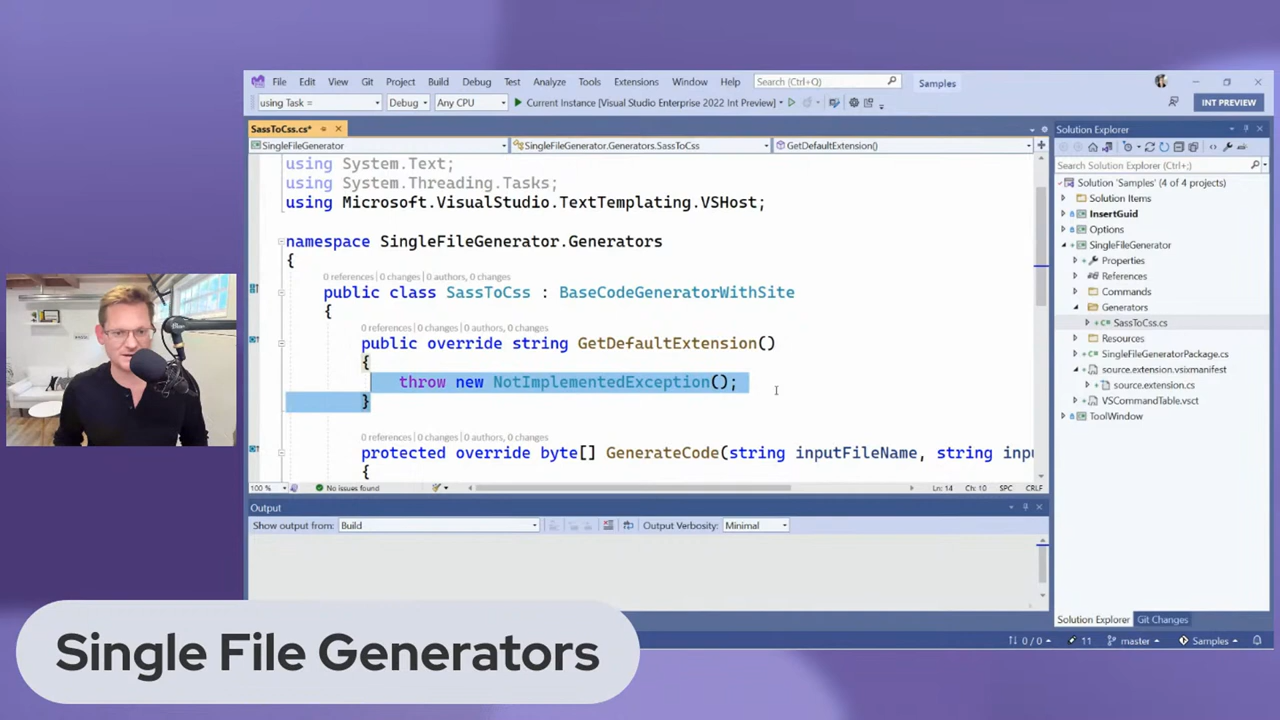 File Edit View Git Project Build Debug Test Analyze Tools Extensions Window Help Search (Ctrl+Q) Samples
using Task = Debug Any CPU Current Instance [Visual Studio Enterprise 2022 Int Preview] INT PREVIEW
SassToCss.cs*
SingleFileGenerator SingleFileGenerator.Generators.SassToCss GetDefaultExtension()
using System.Text;
using System.Threading.Tasks;
using Microsoft.VisualStudio.TextTemplating.VSHost;
namespace SingleFileGenerator.Generators
{
0 references | 0 changes | 0 authors, 0 changes
public class SassToCss : BaseCodeGeneratorWithSite
{
0 references | 0 changes | 0 authors, 0 changes
public override string GetDefaultExtension()
{
throw new NotImplementedException();
}
0 references | 0 changes | 0 authors, 0 changes
protected override byte[] GenerateCode(string inputFileName, string inpu
{
100 % No issues found Ln: 14 Ch: 10 SPC CRLF
Output
Show output from: Build Output Verbosity: Minimal
Solution Explorer
Search Solution Explorer (Ctrl+;)
Solution 'Samples' (4 of 4 projects)
Solution Items
InsertGuid
Options
SingleFileGenerator
Properties
References
Commands
Generators
SassToCss.cs
Resources
SingleFileGeneratorPackage.cs
source.extension.vsixmanifest
source.extension.cs
VSCommandTable.vsct
ToolWindow
Solution Explorer Git Changes
0 / 0 11 master Samples
Single File Generators